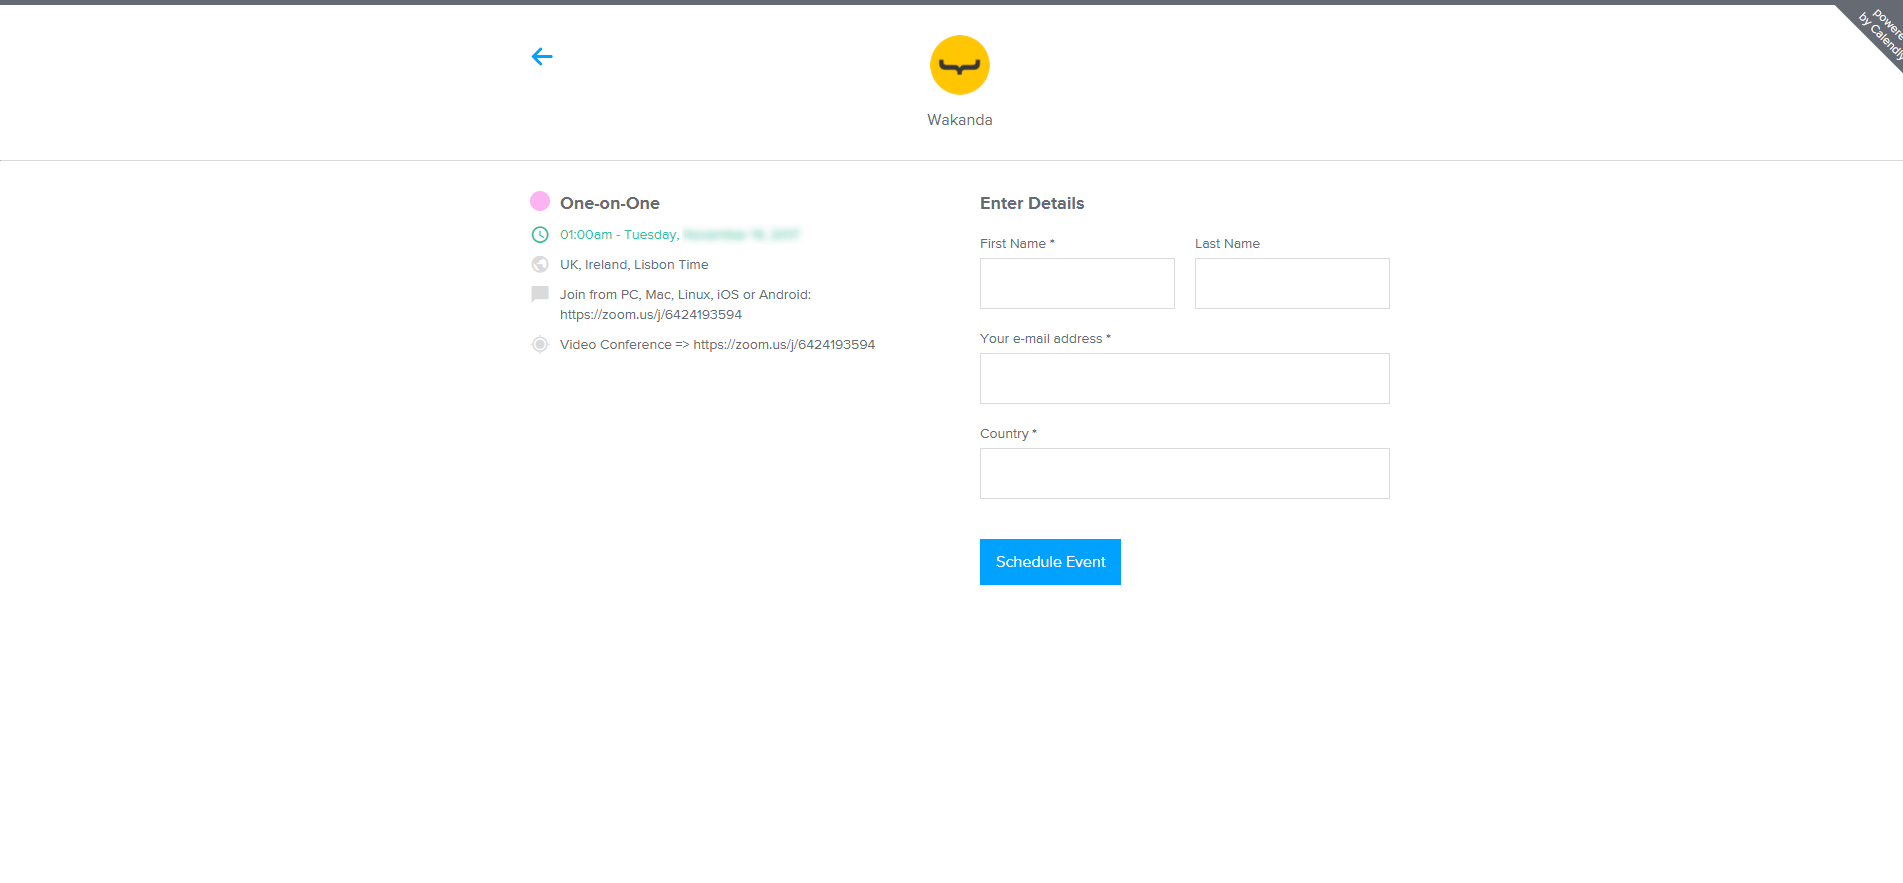 powere
by Calendly
Wakanda
One-on-One
01:00am - Tuesday,
UK, Ireland, Lisbon Time
Join from PC, Mac, Linux, iOS or Android:
https://zoom.us/j/6424193594
Video Conference => https://zoom.us/j/6424193594
Enter Details
First Name *
Last Name
Your e-mail address *
Country *
Schedule Event